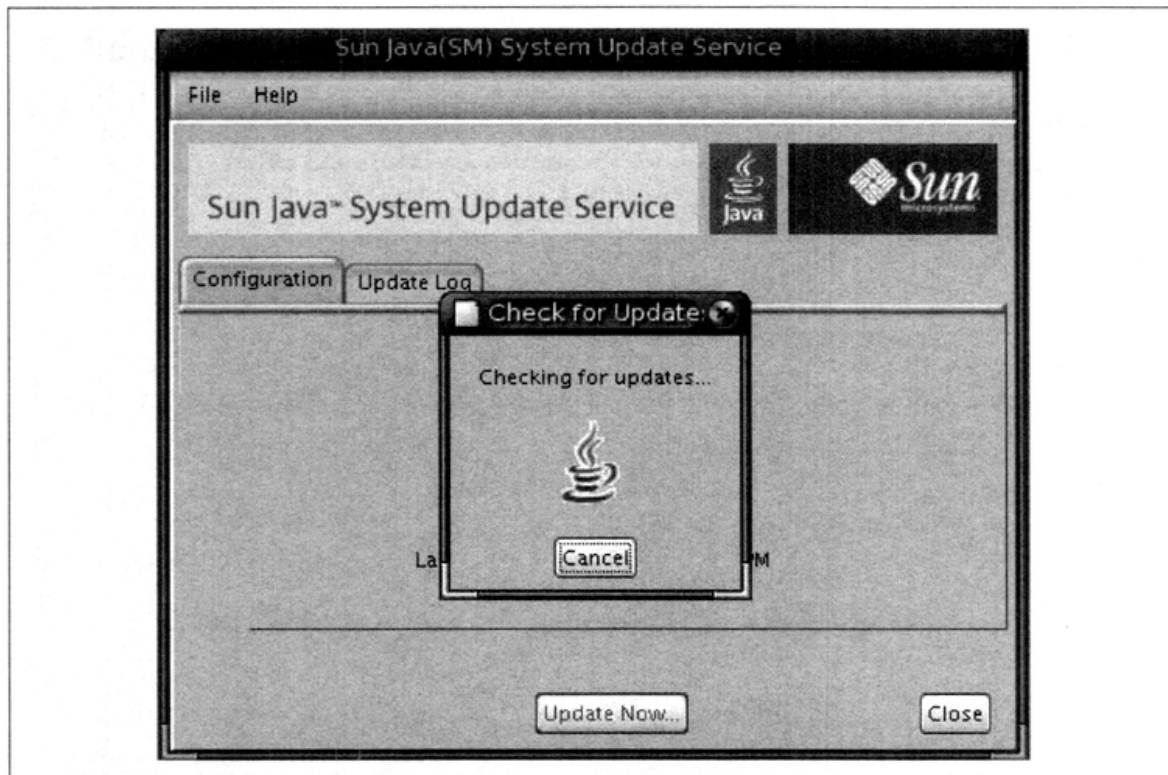 Sun Java(SM) System Update Service
File Help
Sun Java™ System Update Service
Java
Sun
microsystems
Configuration
Update Log
Check for Update
Checking for updates...
Cancel
La
PM
Update Now...
Close